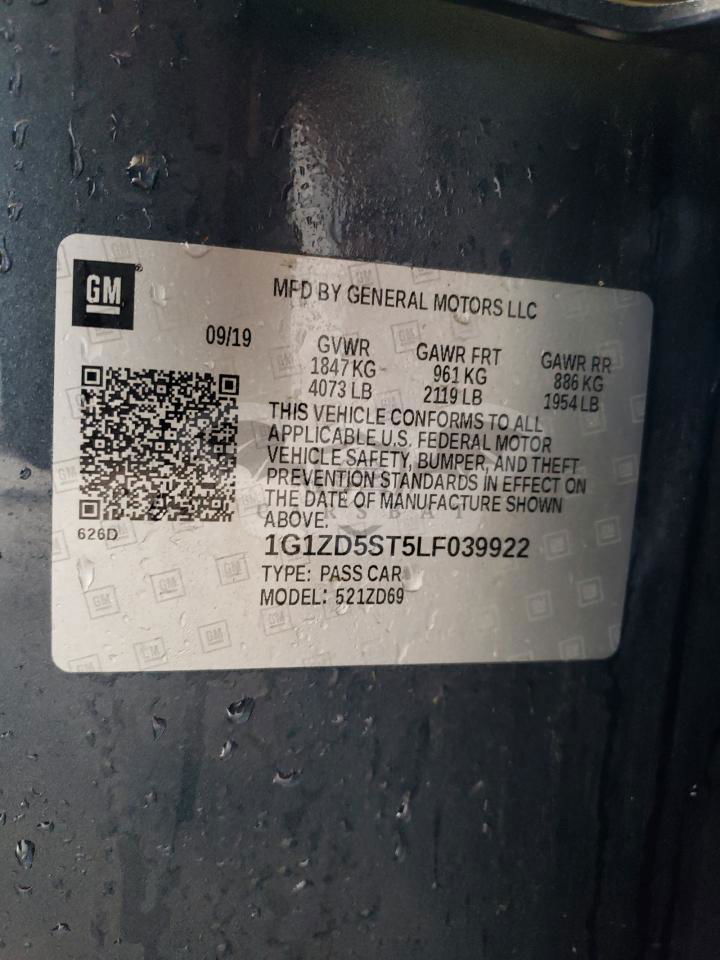 GM
MFD BY GENERAL MOTORS LLC
09/19
GVWR
1847 KG
4073 LB
GAWR FRT
961 KG
2119 LB
GAWR RR
886 KG
1954 LB
THIS VEHICLE CONFORMS TO ALL
APPLICABLE U.S. FEDERAL MOTOR
VEHICLE SAFETY, BUMPER, AND THEFT
PREVENTION STANDARDS IN EFFECT ON
THE DATE OF MANUFACTURE SHOWN
ABOVE.
626D
1G1ZD5ST5LF039922
TYPE: PASS CAR
MODEL: 521ZD69